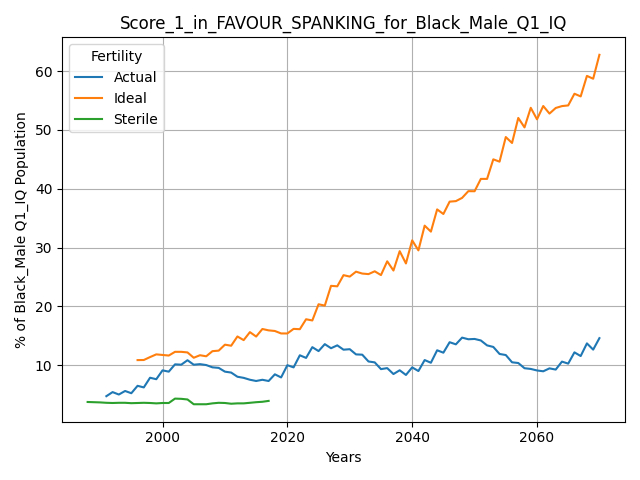 Score_1_in_FAVOUR_SPANKING_for_Black_Male_Q1_IQ
Fertility
Actual
Ideal
Sterile
% of Black_Male Q1_IQ Population
60
50
40
30
20
10
2000 2020 2040 2060
Years